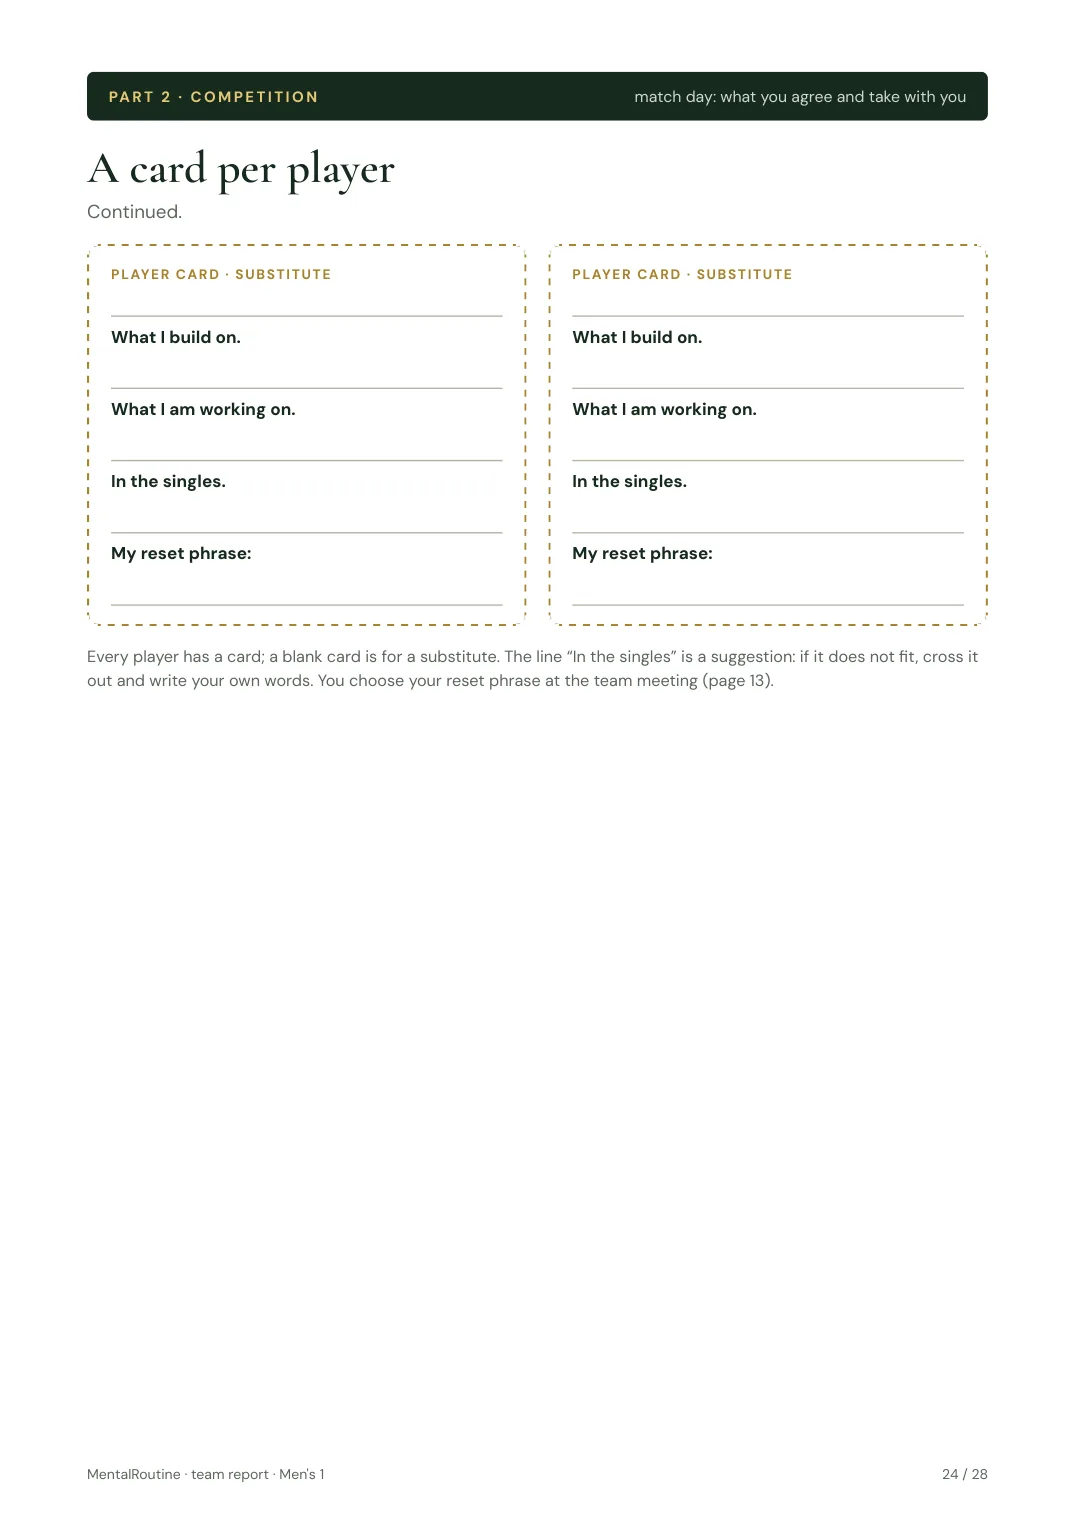 PART 2 · COMPETITION
match day: what you agree and take with you
A card per player
Continued.
PLAYER CARD · SUBSTITUTE
What I build on.
What I am working on.
In the singles.
My reset phrase:
PLAYER CARD · SUBSTITUTE
What I build on.
What I am working on.
In the singles.
My reset phrase:
Every player has a card; a blank card is for a substitute. The line “In the singles” is a suggestion: if it does not fit, cross it
out and write your own words. You choose your reset phrase at the team meeting (page 13).
MentalRoutine · team report · Men's 1
24 / 28